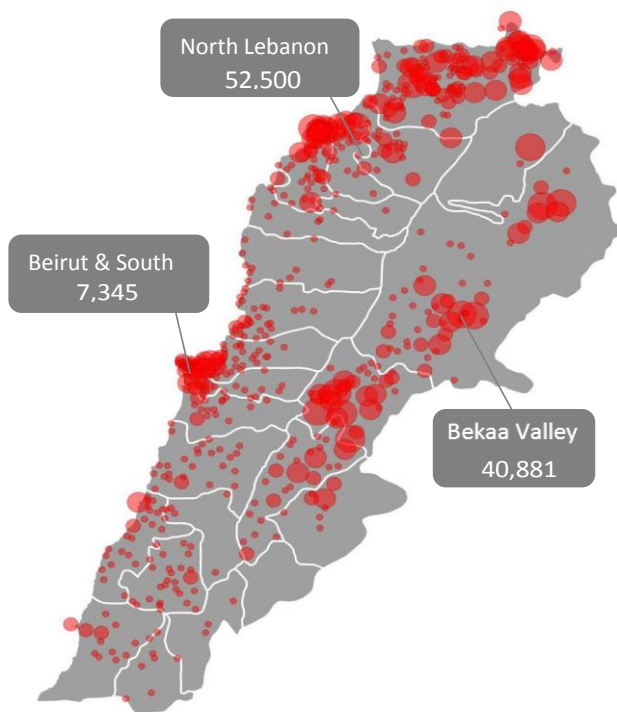 North Lebanon
52,500
Beirut & South
7,345
Bekaa Valley
40,881